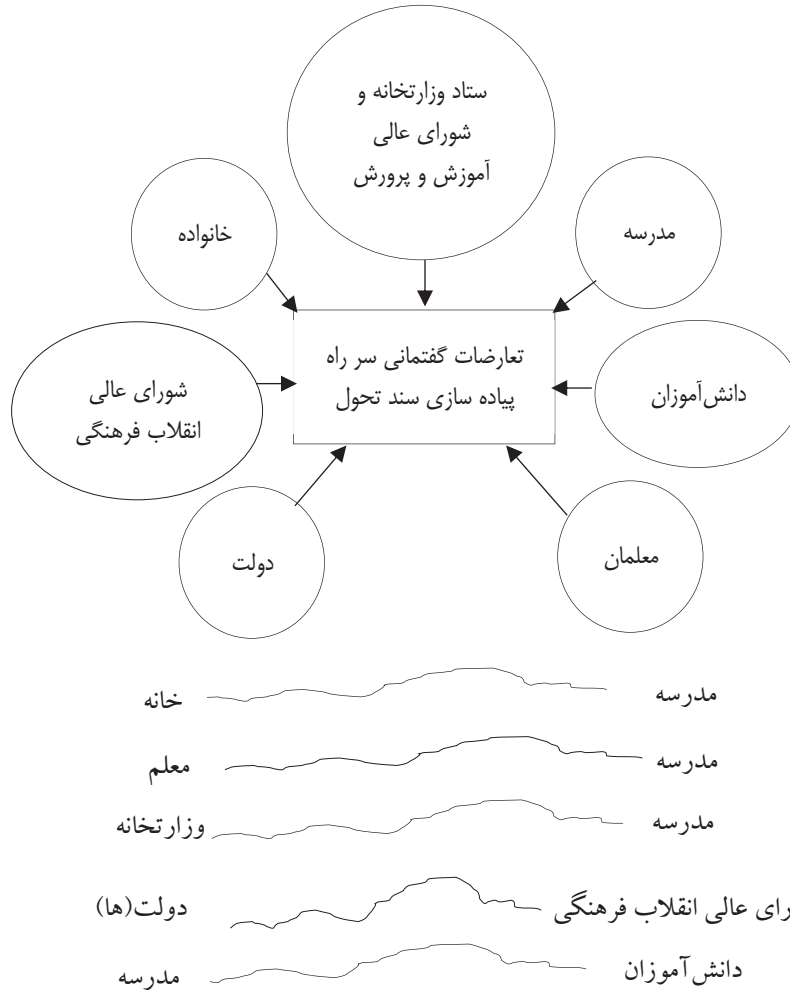 ستاد وزارتخانه و
شورای عالی
آموزش و پرورش
مدرسه
خانواده
تعارضات گفتمانی سر راه
پیاده سازی سند تحول
دانش‌آموزان
شورای عالی
انقلاب فرهنگی
معلمان
دولت
مدرسه خانه
مدرسه معلم
مدرسه وزارتخانه
رای عالی انقلاب فرهنگی دولت(ها)
دانش‌آموزان مدرسه